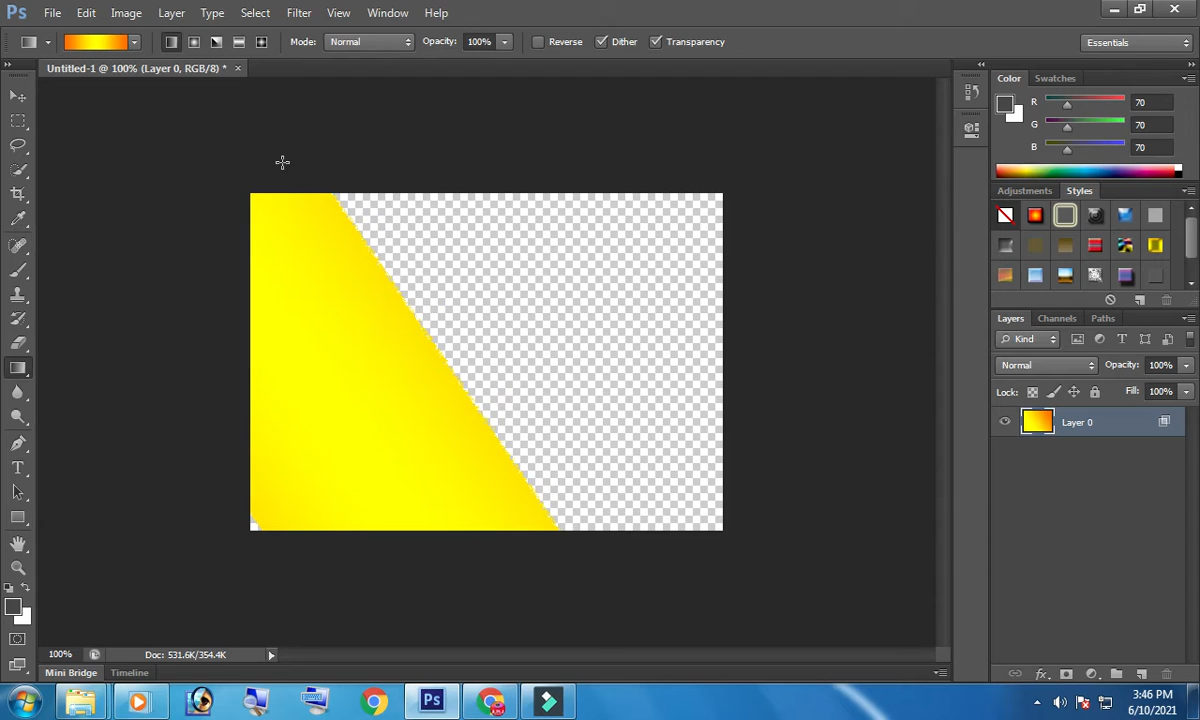 Ps File Edit Image Layer Type Select Filter View Window Help
Mode: Normal Opacity: 100% Reverse Dither Transparency Essentials
Untitled-1 @ 100% (Layer 0, RGB/8) * ×
Color Swatches
R 70
G 70
B 70
Adjustments Styles
Layers Channels Paths
Kind
Normal Opacity: 100%
Lock: Fill: 100%
Layer 0
T
fx
100% Doc: 531.6K/354.4K
Mini Bridge Timeline
Ps
3:46 PM
6/10/2021